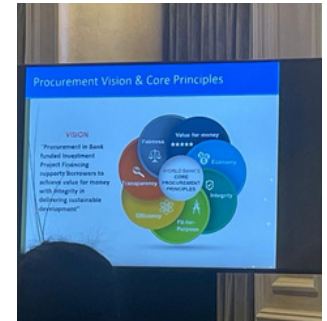 Procurement Vision & Core Principles
VISION
"Procurement in Bank
funded Investment
Project Financing
supports Borrowers to
achieve value for money
with integrity in
delivering sustainable
development"
Value for money
Fairness
Economy
WORLD BANK'S
CORE
PROCUREMENT
PRINCIPLES
Transparency
Integrity
Efficiency
Fit-for-
Purpose